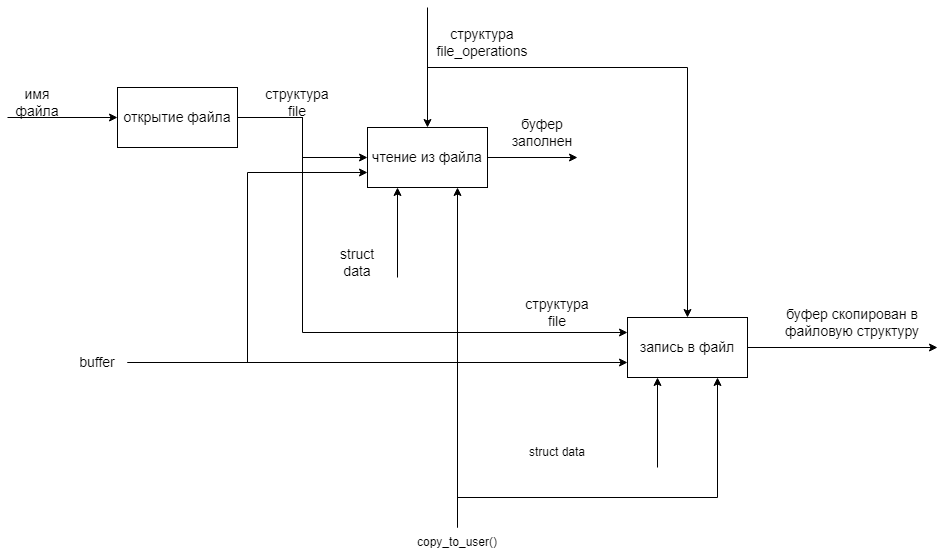 структура
file_operations
имя
файла
открытие файла
структура
file
чтение из файла
буфер
заполнен
struct
data
структура
file
buffer
запись в файл
буфер скопирован в
файловую структуру
struct data
copy_to_user()